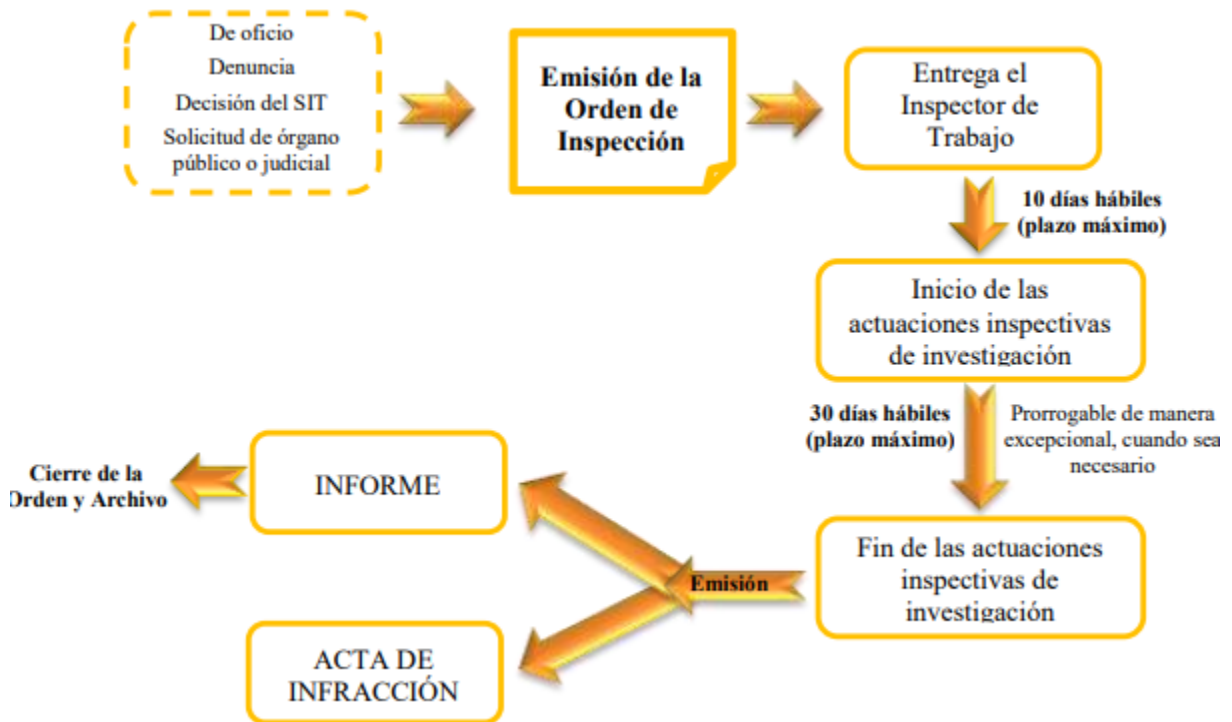 De oficio
Denuncia
Decisión del SIT
Solicitud de órgano
público o judicial
Emisión de la
Orden de
Inspección
Entrega el
Inspector de
Trabajo
10 días hábiles
(plazo máximo)
Inicio de las
actuaciones inspectivas
de investigación
30 días hábiles
(plazo máximo)
Prorrogable de manera
excepcional, cuando sea
necesario
Fin de las actuaciones
inspectivas de
investigación
Emisión
INFORME
Cierre de la
Orden y Archivo
ACTA DE
INFRACCIÓN